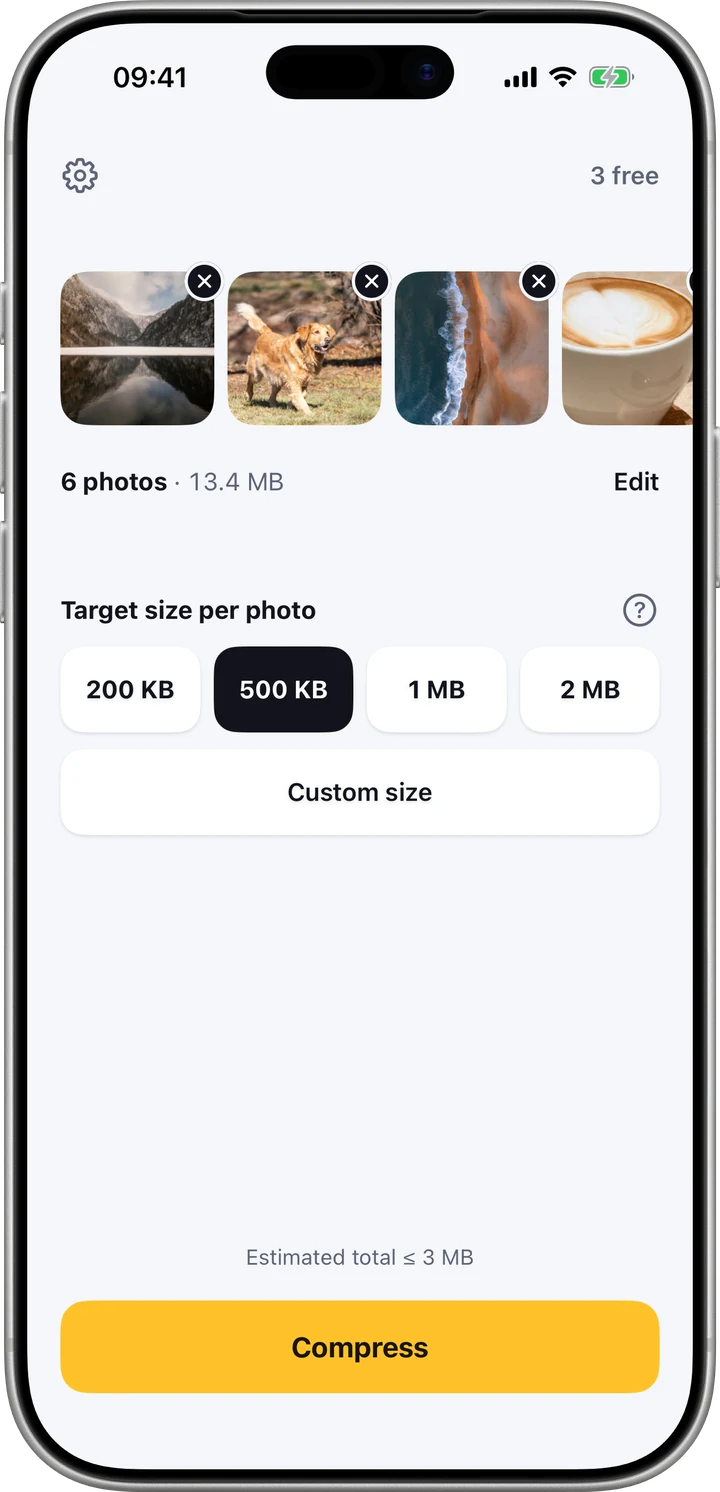 09:41
3 free
6 photos · 13.4 MB
Edit
Target size per photo
?
200 KB
500 KB
1 MB
2 MB
Custom size
Estimated total ≤ 3 MB
Compress